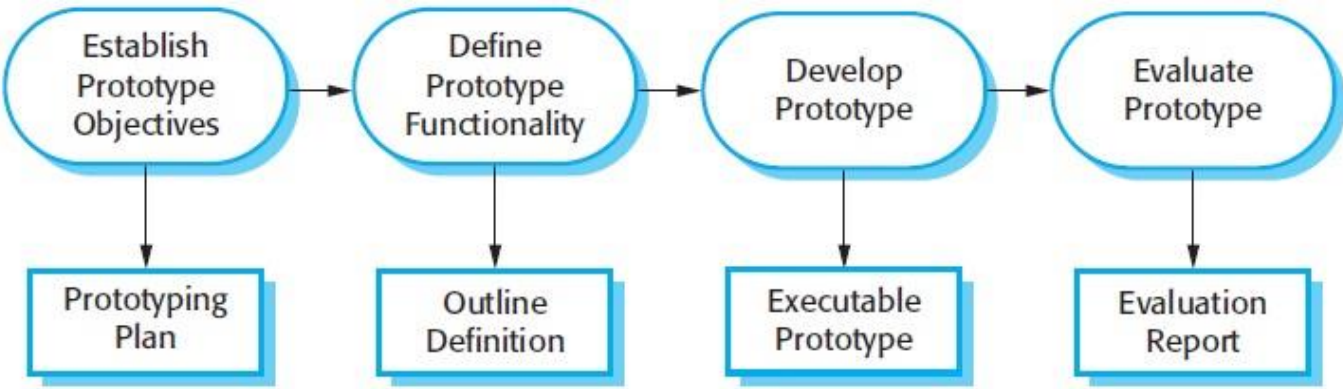 Establish
Prototype
Objectives
Define
Prototype
Functionality
Develop
Prototype
Evaluate
Prototype
Prototyping
Plan
Outline
Definition
Executable
Prototype
Evaluation
Report